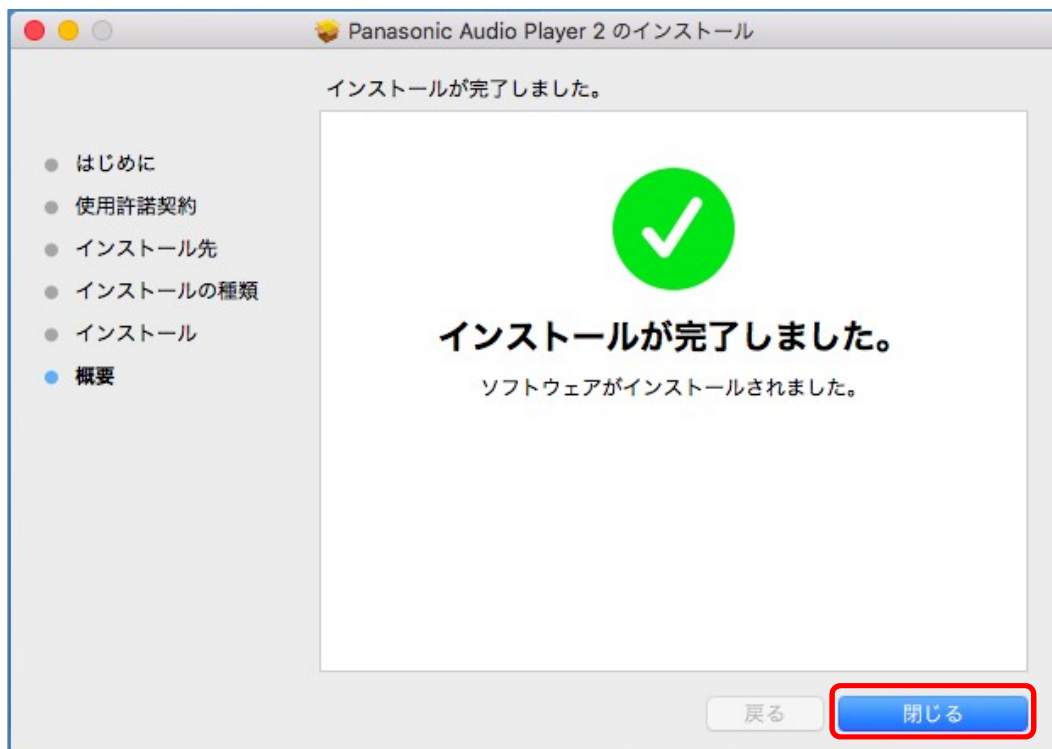 Panasonic Audio Player 2 のインストール
インストールが完了しました。
はじめに
使用許諾契約
インストール先
インストールの種類
インストール
概要
インストールが完了しました。
ソフトウェアがインストールされました。
戻る
閉じる